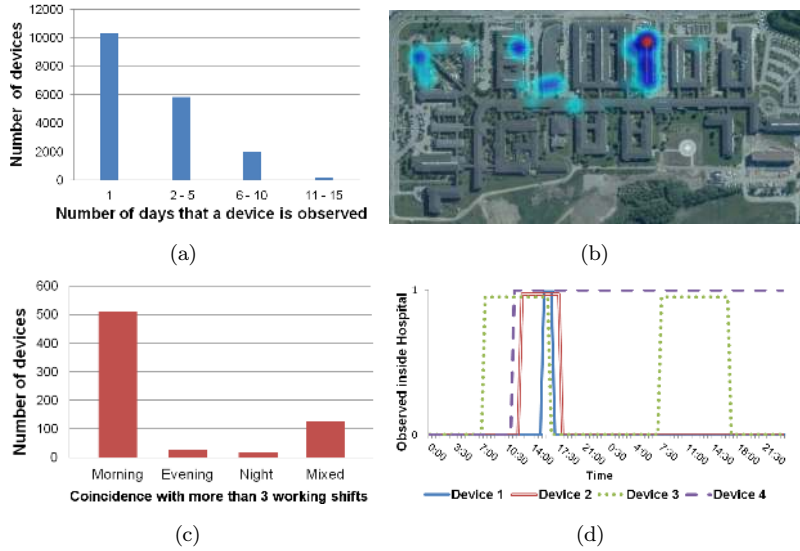 12000
10000
8000
6000
4000
2000
0
Number of devices
1 2 - 5 6 - 10 11 - 15
Number of days that a device is observed
(a)
(b)
600
500
400
300
200
100
0
Number of devices
Morning Evening Night Mixed
Coincidence with more than 3 working shifts
(c)
1
0
Observed inside Hospital
0:00 3:30 7:00 10:30 14:00 17:30 21:00 0:30 4:00 7:30 11:00 14:30 18:00 21:30
Time
Device 1 Device 2 Device 3 Device 4
(d)